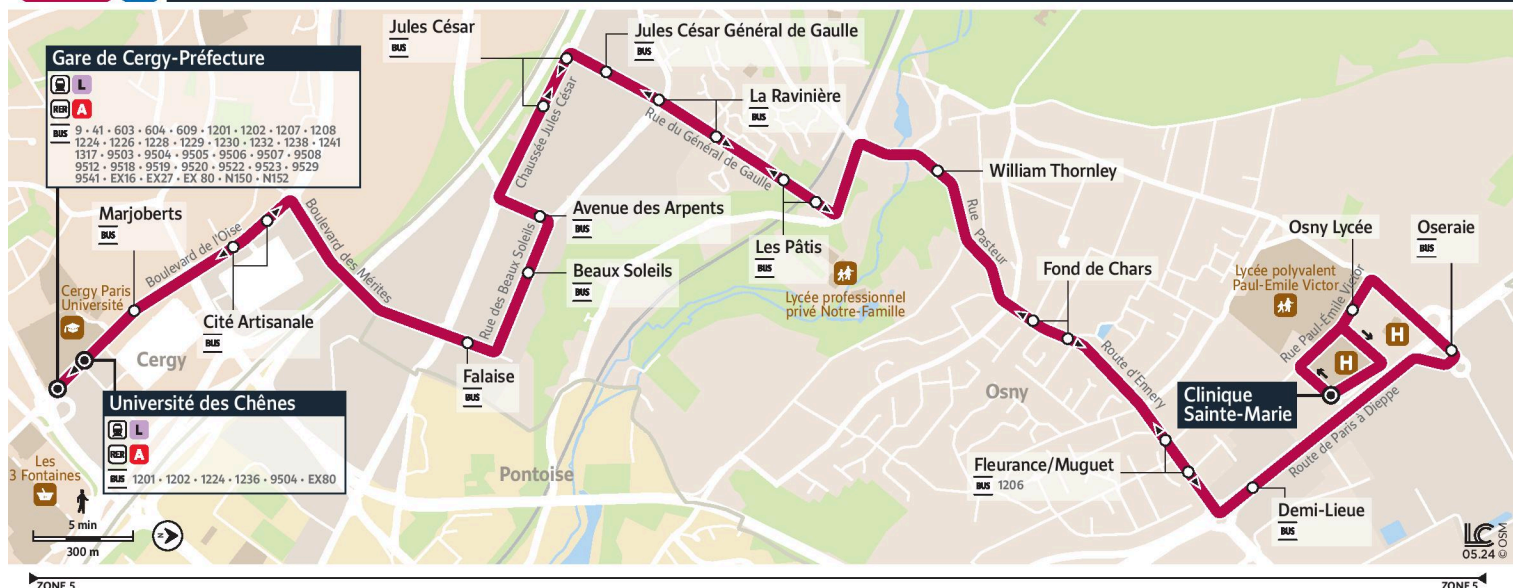 Jules César
BUS
Jules César Général de Gaulle
BUS
Gare de Cergy-Préfecture
L
RER A
BUS 9 • 41 • 603 • 604 • 609 • 1201 • 1202 • 1207 • 1208
1224 • 1226 • 1228 • 1229 • 1230 • 1232 • 1238 • 1241
1317 • 9503 • 9504 • 9505 • 9506 • 9507 • 9508
9512 • 9518 • 9519 • 9520 • 9522 • 9523 • 9529
9541 • EX16 • EX27 • EX 80 • N150 • N152
La Ravinière
BUS
Chaussée Jules César
Rue du Général de Gaulle
William Thornley
Marjoberts
BUS
Boulevard de l'Oise
Boulevard des Mérites
Avenue des Arpents
BUS
Rue des Beaux Soleils
Beaux Soleils
BUS
Les Pâtis
BUS
Rue Pasteur
Osny Lycée
Oseraie
BUS
Fond de Chars
Lycée polyvalent
Paul-Emile Victor
Rue Paul-Émile Victor
Lycée professionnel
privé Notre-Famille
Cergy Paris
Université
Cité Artisanale
BUS
Cergy
Falaise
BUS
Route d'Ennery
Osny
H
H
Clinique
Sainte-Marie
Route de Paris à Dieppe
Université des Chênes
L
RER A
BUS 1201 • 1202 • 1224 • 1236 • 9504 • EX80
Les
3 Fontaines
Pontoise
Fleurance/Muguet
BUS 1206
Demi-Lieue
BUS
5 min
300 m
N
LC
05.24 © OSM
ZONE 5
ZONE 5